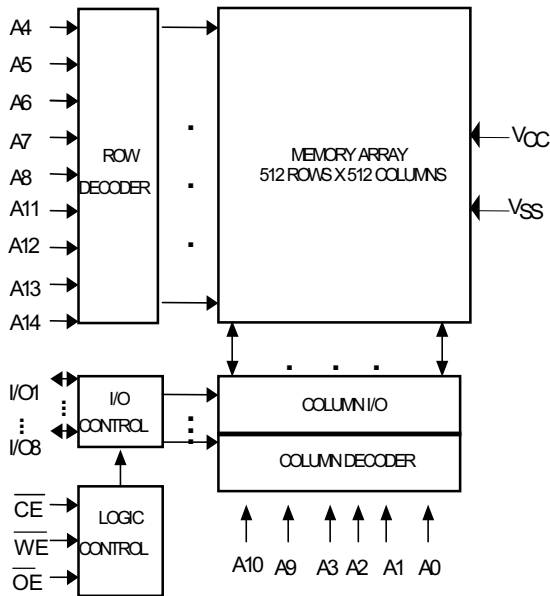 A4
A5
A6
A7
A8
A11
A12
A13
A14
ROW
DECODER
MEMORY ARRAY
512 ROWS X 512 COLUMNS
VCC
VSS
I/O1
I/O8
I/O
CONTROL
COLUMN I/O
COLUMN DECODER
CE
WE
OE
LOGIC
CONTROL
A10 A9 A3 A2 A1 A0